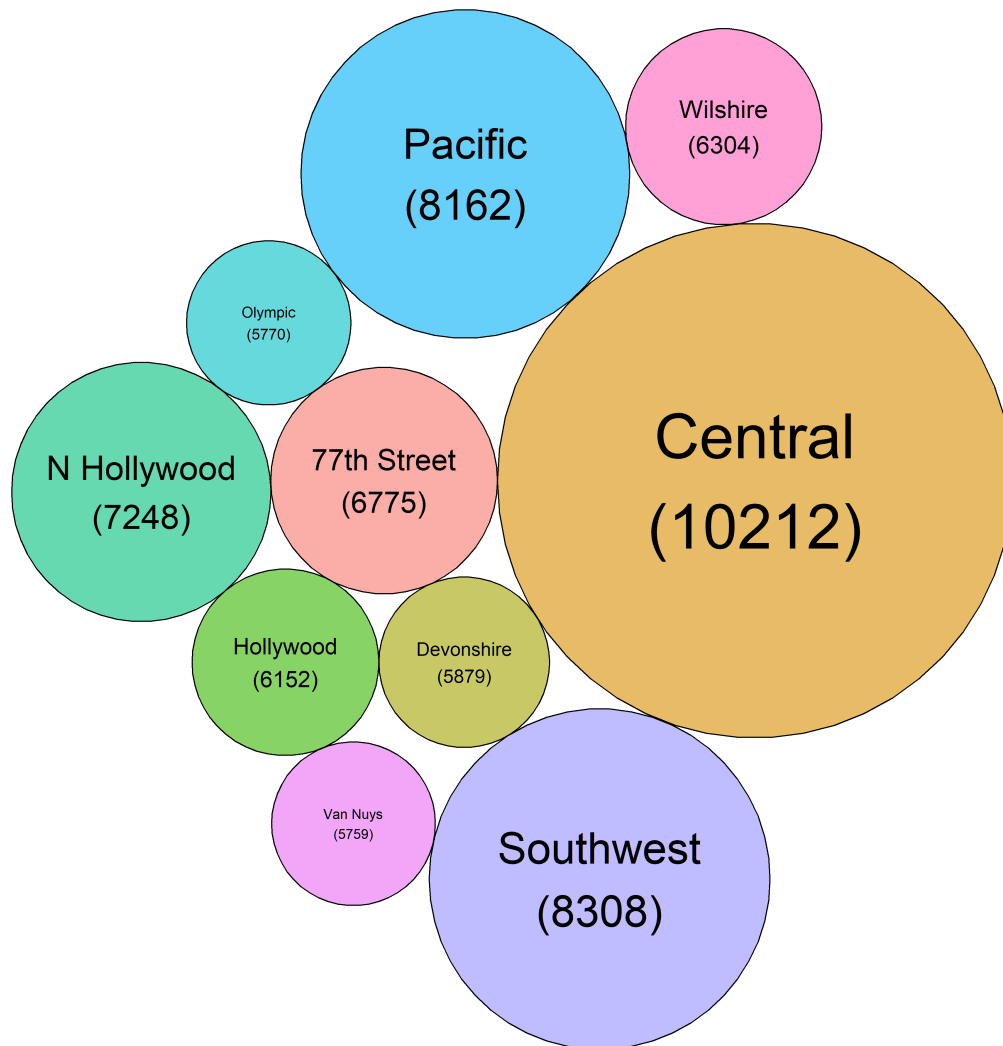 Wilshire
(6304)
Pacific
(8162)
Olympic
(5770)
Central
(10212)
N Hollywood
(7248)
77th Street
(6775)
Hollywood
(6152)
Devonshire
(5879)
Van Nuys
(5759)
Southwest
(8308)